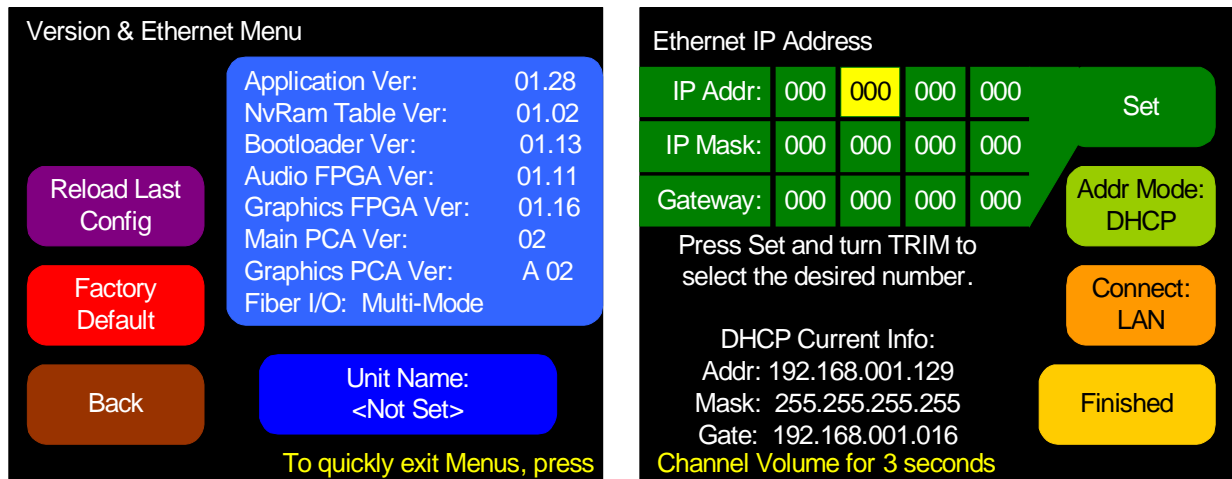 Version & Ethernet Menu
Application Ver: 01.28
NvRam Table Ver: 01.02
Bootloader Ver: 01.13
Audio FPGA Ver: 01.11
Graphics FPGA Ver: 01.16
Main PCA Ver: 02
Graphics PCA Ver: A 02
Fiber I/O: Multi-Mode
Reload Last
Config
Factory
Default
Back
Unit Name:
<Not Set>
To quickly exit Menus, press
Ethernet IP Address
IP Addr: 000 000 000 000
IP Mask: 000 000 000 000
Gateway: 000 000 000 000
Set
Addr Mode:
DHCP
Press Set and turn TRIM to
select the desired number.
Connect:
LAN
DHCP Current Info:
Addr: 192.168.001.129
Mask: 255.255.255.255
Gate: 192.168.001.016
Finished
Channel Volume for 3 seconds